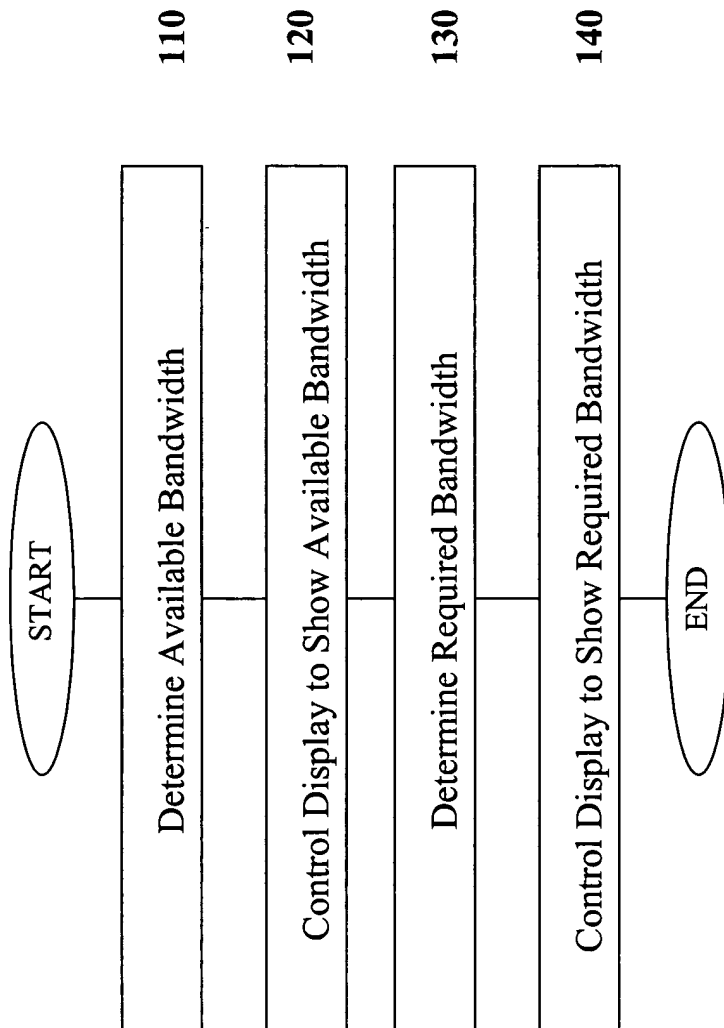 START
Determine Available Bandwidth
110
Control Display to Show Available Bandwidth
120
Determine Required Bandwidth
130
Control Display to Show Required Bandwidth
140
END